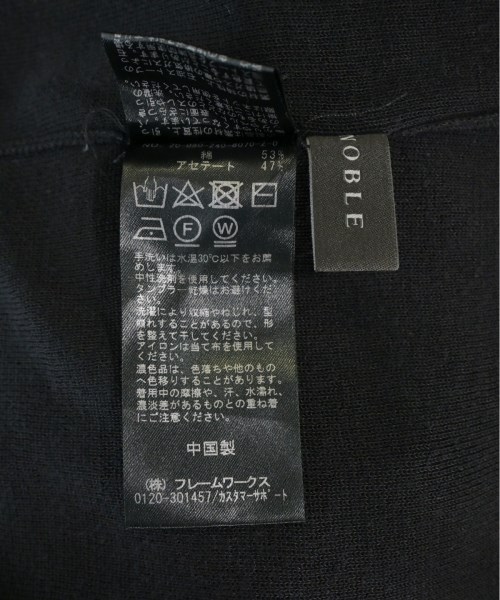 綿 53%
アセテート 47%
手洗いは水温30℃以下をお薦
めします。
中性洗剤を使用してください。
タンブラー乾燥はお避けくださ
い。
洗濯により収縮やねじれ、型
崩れすることがあるので、形
を整えて干してください。
アイロンは当て布を使用して
ください。
濃色品は、色落ちや他のもの
へ色移りすることがあります。
着用中の摩擦や、汗、水濡れ、
濃淡差があるものとの重ね着
にご注意ください。
中国製
(株) フレームワークス
0120-301457/カスタマーサポート
NOBLE